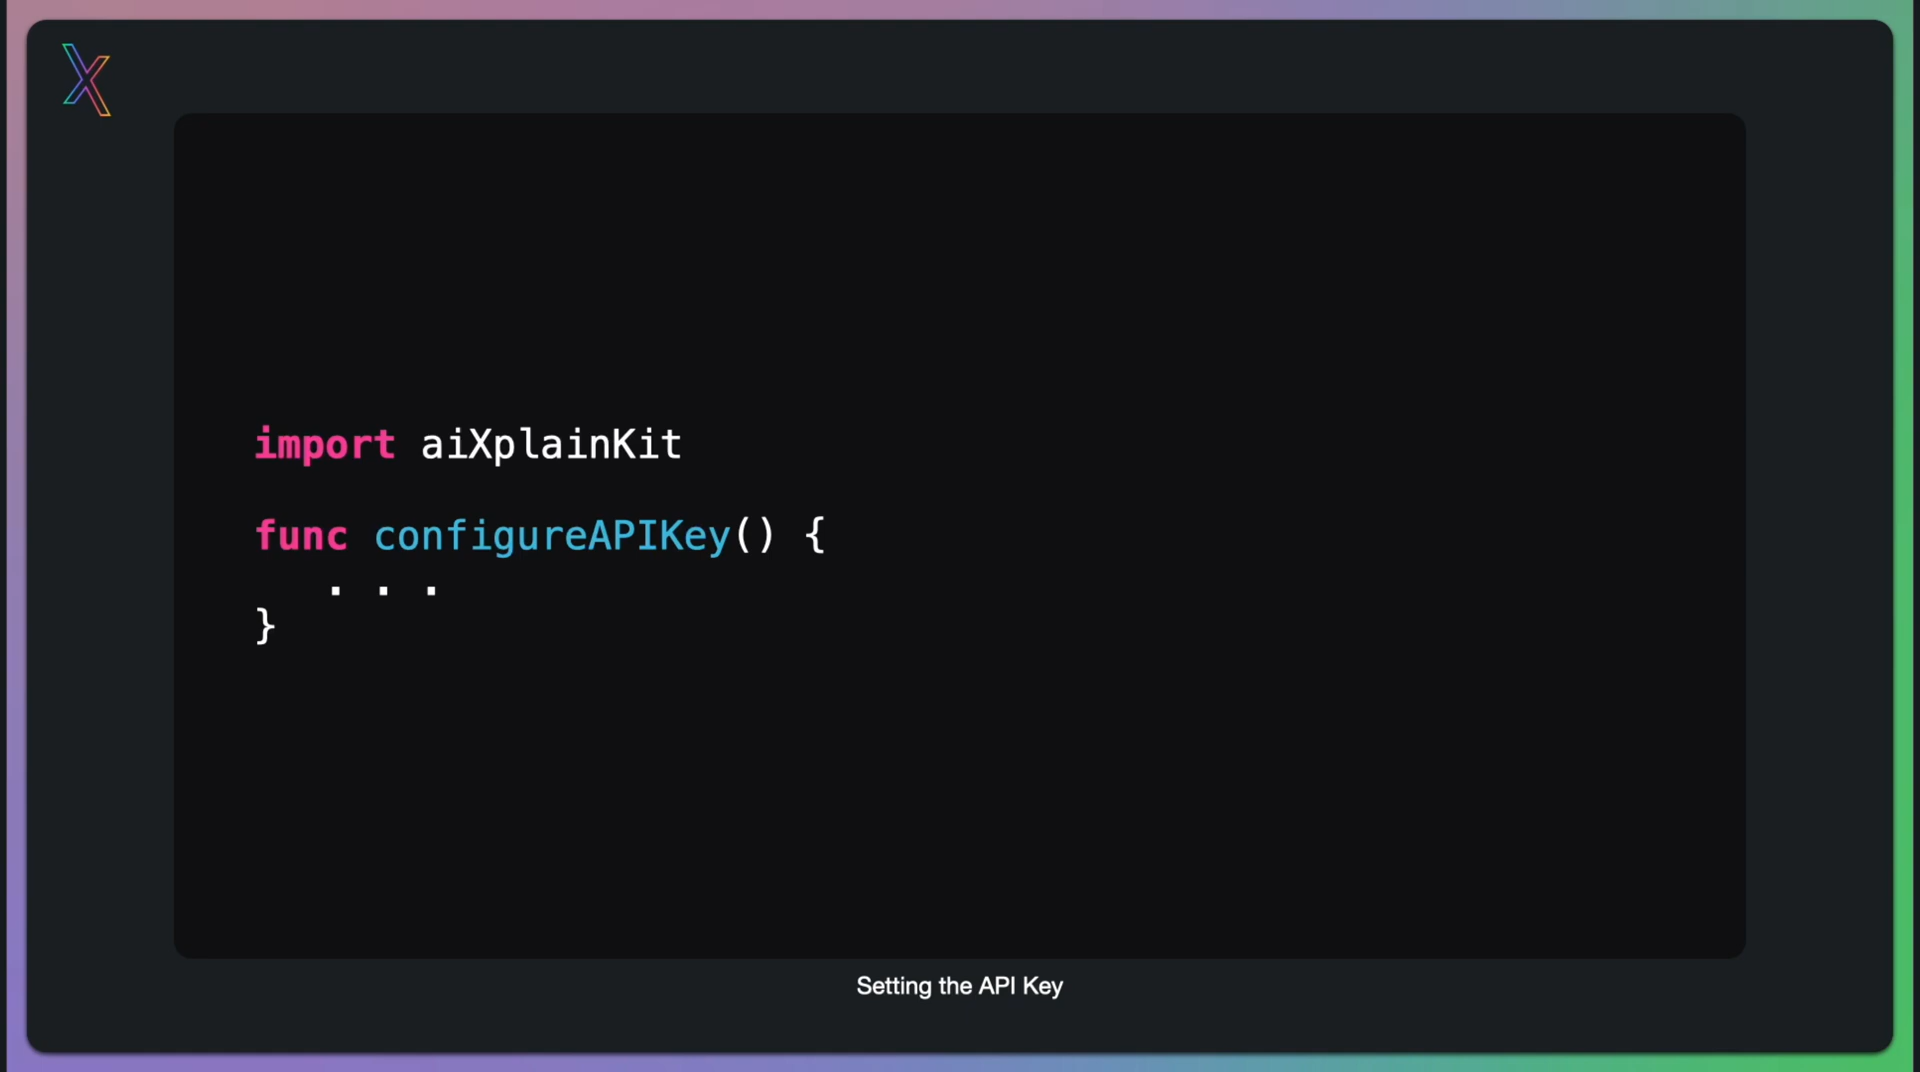 X
import aiXplainKit
func configureAPIKey() {
. . .
}
Setting the API Key